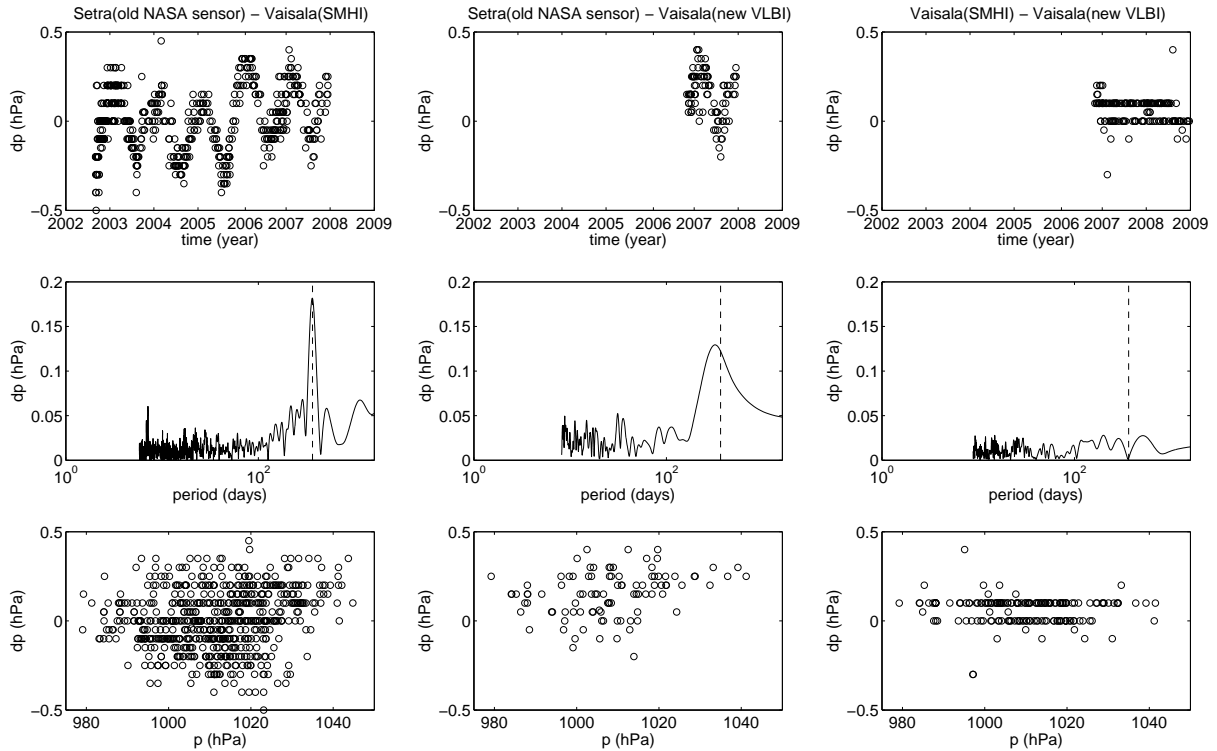 Setra(old NASA sensor) − Vaisala(SMHI)
Setra(old NASA sensor) − Vaisala(new VLBI)
Vaisala(SMHI) − Vaisala(new VLBI)
0.5
0
−0.5
dp (hPa)
2002 2003 2004 2005 2006 2007 2008 2009
time (year)
0.5
0
−0.5
dp (hPa)
2002 2003 2004 2005 2006 2007 2008 2009
time (year)
0.5
0
−0.5
dp (hPa)
2002 2003 2004 2005 2006 2007 2008 2009
time (year)
0.2
0.15
0.1
0.05
0
dp (hPa)
10^0 10^2
period (days)
0.2
0.15
0.1
0.05
0
dp (hPa)
10^0 10^2
period (days)
0.2
0.15
0.1
0.05
0
dp (hPa)
10^0 10^2
period (days)
0.5
0
−0.5
dp (hPa)
980 1000 1020 1040
p (hPa)
0.5
0
−0.5
dp (hPa)
980 1000 1020 1040
p (hPa)
0.5
0
−0.5
dp (hPa)
980 1000 1020 1040
p (hPa)